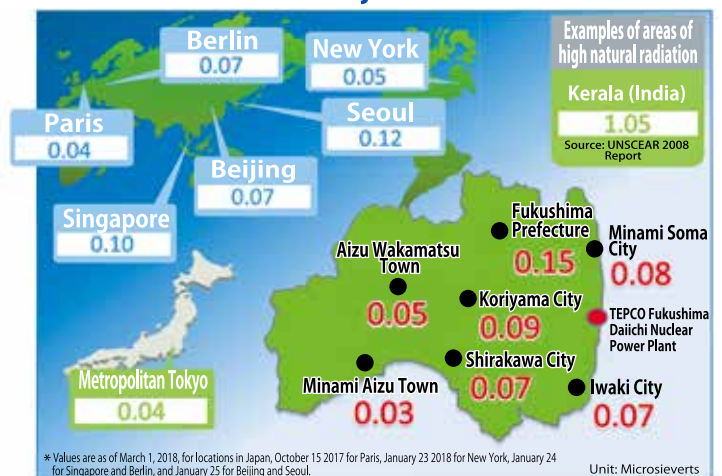 Berlin
0.07
New York
0.05
Examples of areas of
high natural radiation
Kerala (India)
1.05
Source: UNSCEAR 2008
Report
Paris
0.04
Seoul
0.12
Beijing
0.07
Singapore
0.10
Fukushima
Prefecture
0.15
Minami Soma
City
0.08
Aizu Wakamatsu
Town
0.05
Koriyama City
0.09
TEPCO Fukushima
Daiichi Nuclear
Power Plant
Metropolitan Tokyo
0.04
Minami Aizu Town
0.03
Shirakawa City
0.07
Iwaki City
0.07
* Values are as of March 1, 2018, for locations in Japan, October 15 2017 for Paris, January 23 2018 for New York, January 24
for Singapore and Berlin, and January 25 for Beijing and Seoul.
Unit: Microsieverts